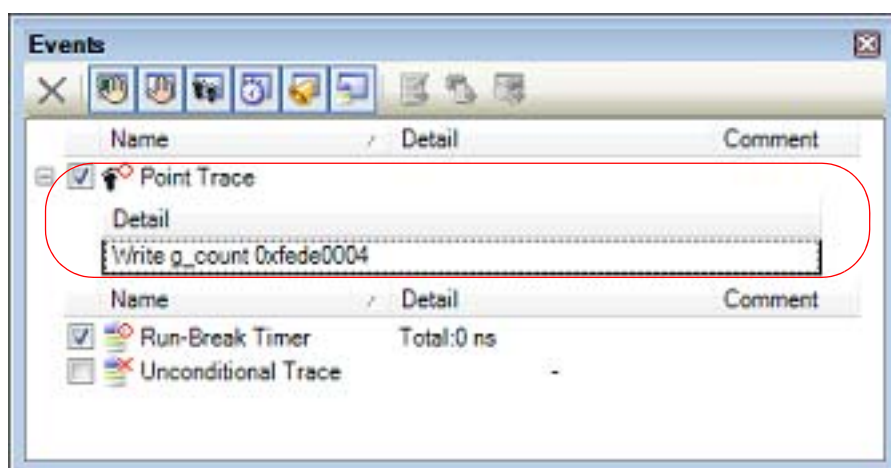 Events
Name Detail Comment
Point Trace
Detail
Write g_count 0xfede0004
Name Detail Comment
Run-Break Timer Total:0 ns
Unconditional Trace -